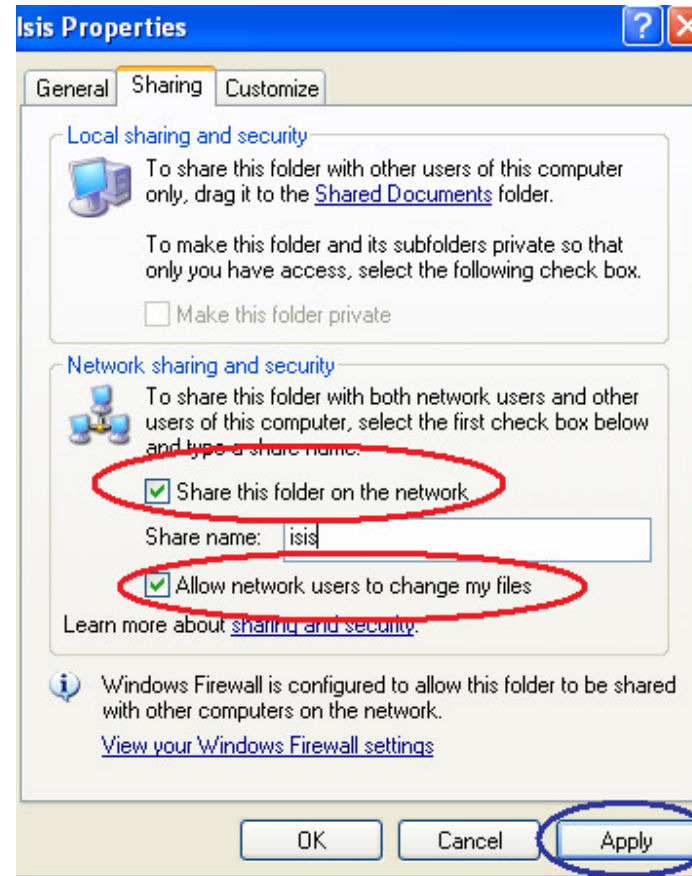 Isis Properties
General Sharing Customize
Local sharing and security
To share this folder with other users of this computer
only, drag it to the Shared Documents folder.
To make this folder and its subfolders private so that
only you have access, select the following check box.
Make this folder private
Network sharing and security
To share this folder with both network users and other
users of this computer, select the first check box below
and type a share name.
Share this folder on the network
Share name: isis
Allow network users to change my files
Learn more about sharing and security.
Windows Firewall is configured to allow this folder to be shared
with other computers on the network.
View your Windows Firewall settings
OK Cancel Apply